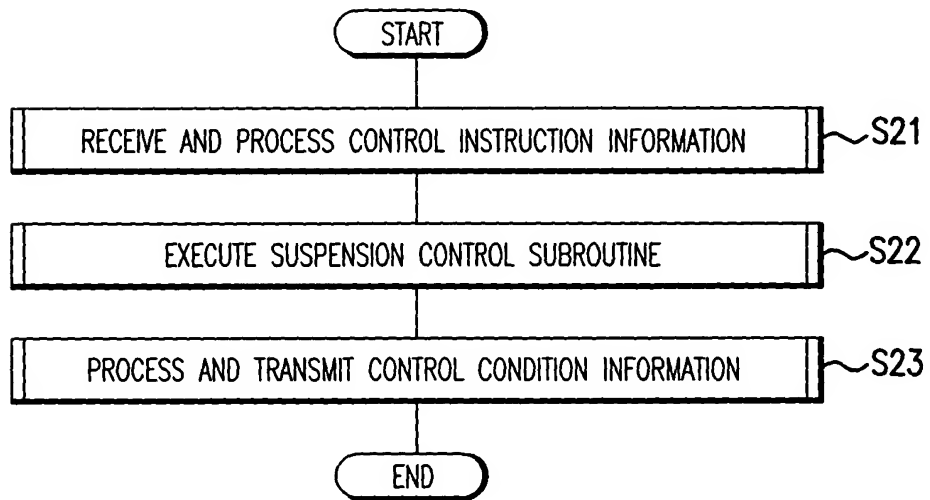 START
RECEIVE AND PROCESS CONTROL INSTRUCTION INFORMATION S21
EXECUTE SUSPENSION CONTROL SUBROUTINE S22
PROCESS AND TRANSMIT CONTROL CONDITION INFORMATION S23
END